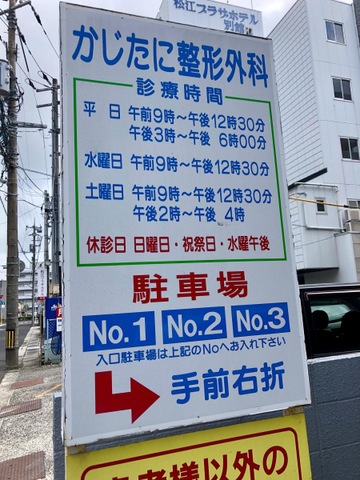 松江プラザホテル
別館
かじたに整形外科
診療時間
平 日 午前9時～午後12時30分
午後3時～午後 6時00分
水曜日 午前9時～午後12時30分
土曜日 午前9時～午後12時30分
午後2時～午後 4時
休診日 日曜日・祝祭日・水曜午後
駐車場
No.1 No.2 No.3
入口駐車場は上記のNoへお入れ下さい
手前右折
患者様以外の